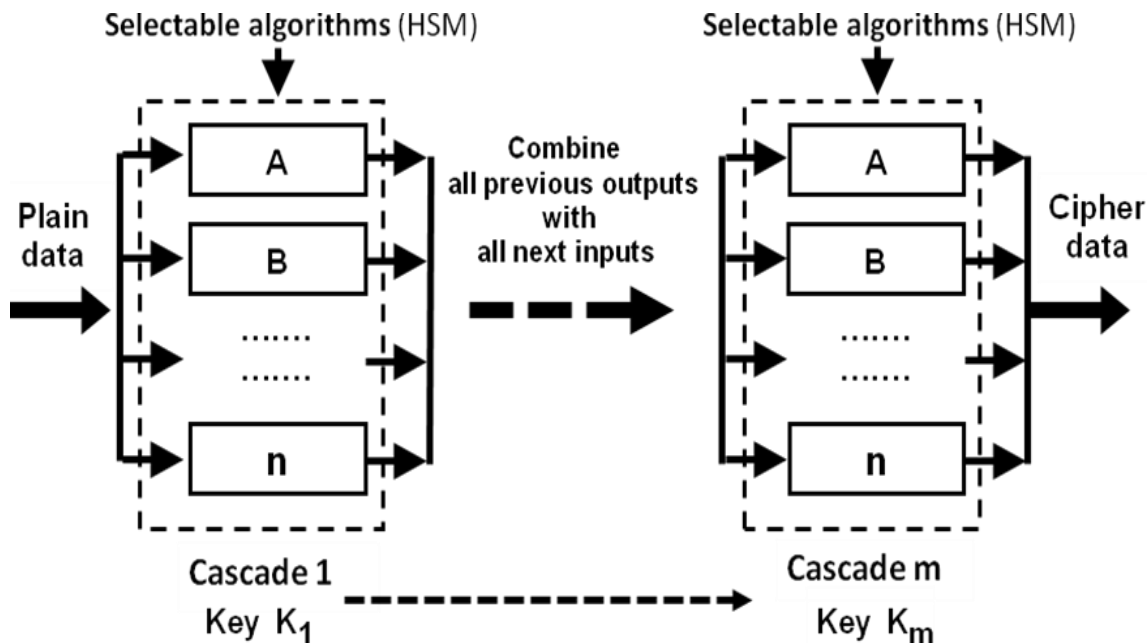 Selectable algorithms (HSM)
Selectable algorithms (HSM)
Plain
data
A
B
.......
.......
n
Combine
all previous outputs
with
all next inputs
A
B
.......
.......
n
Cipher
data
Cascade 1
Key K1
Cascade m
Key Km